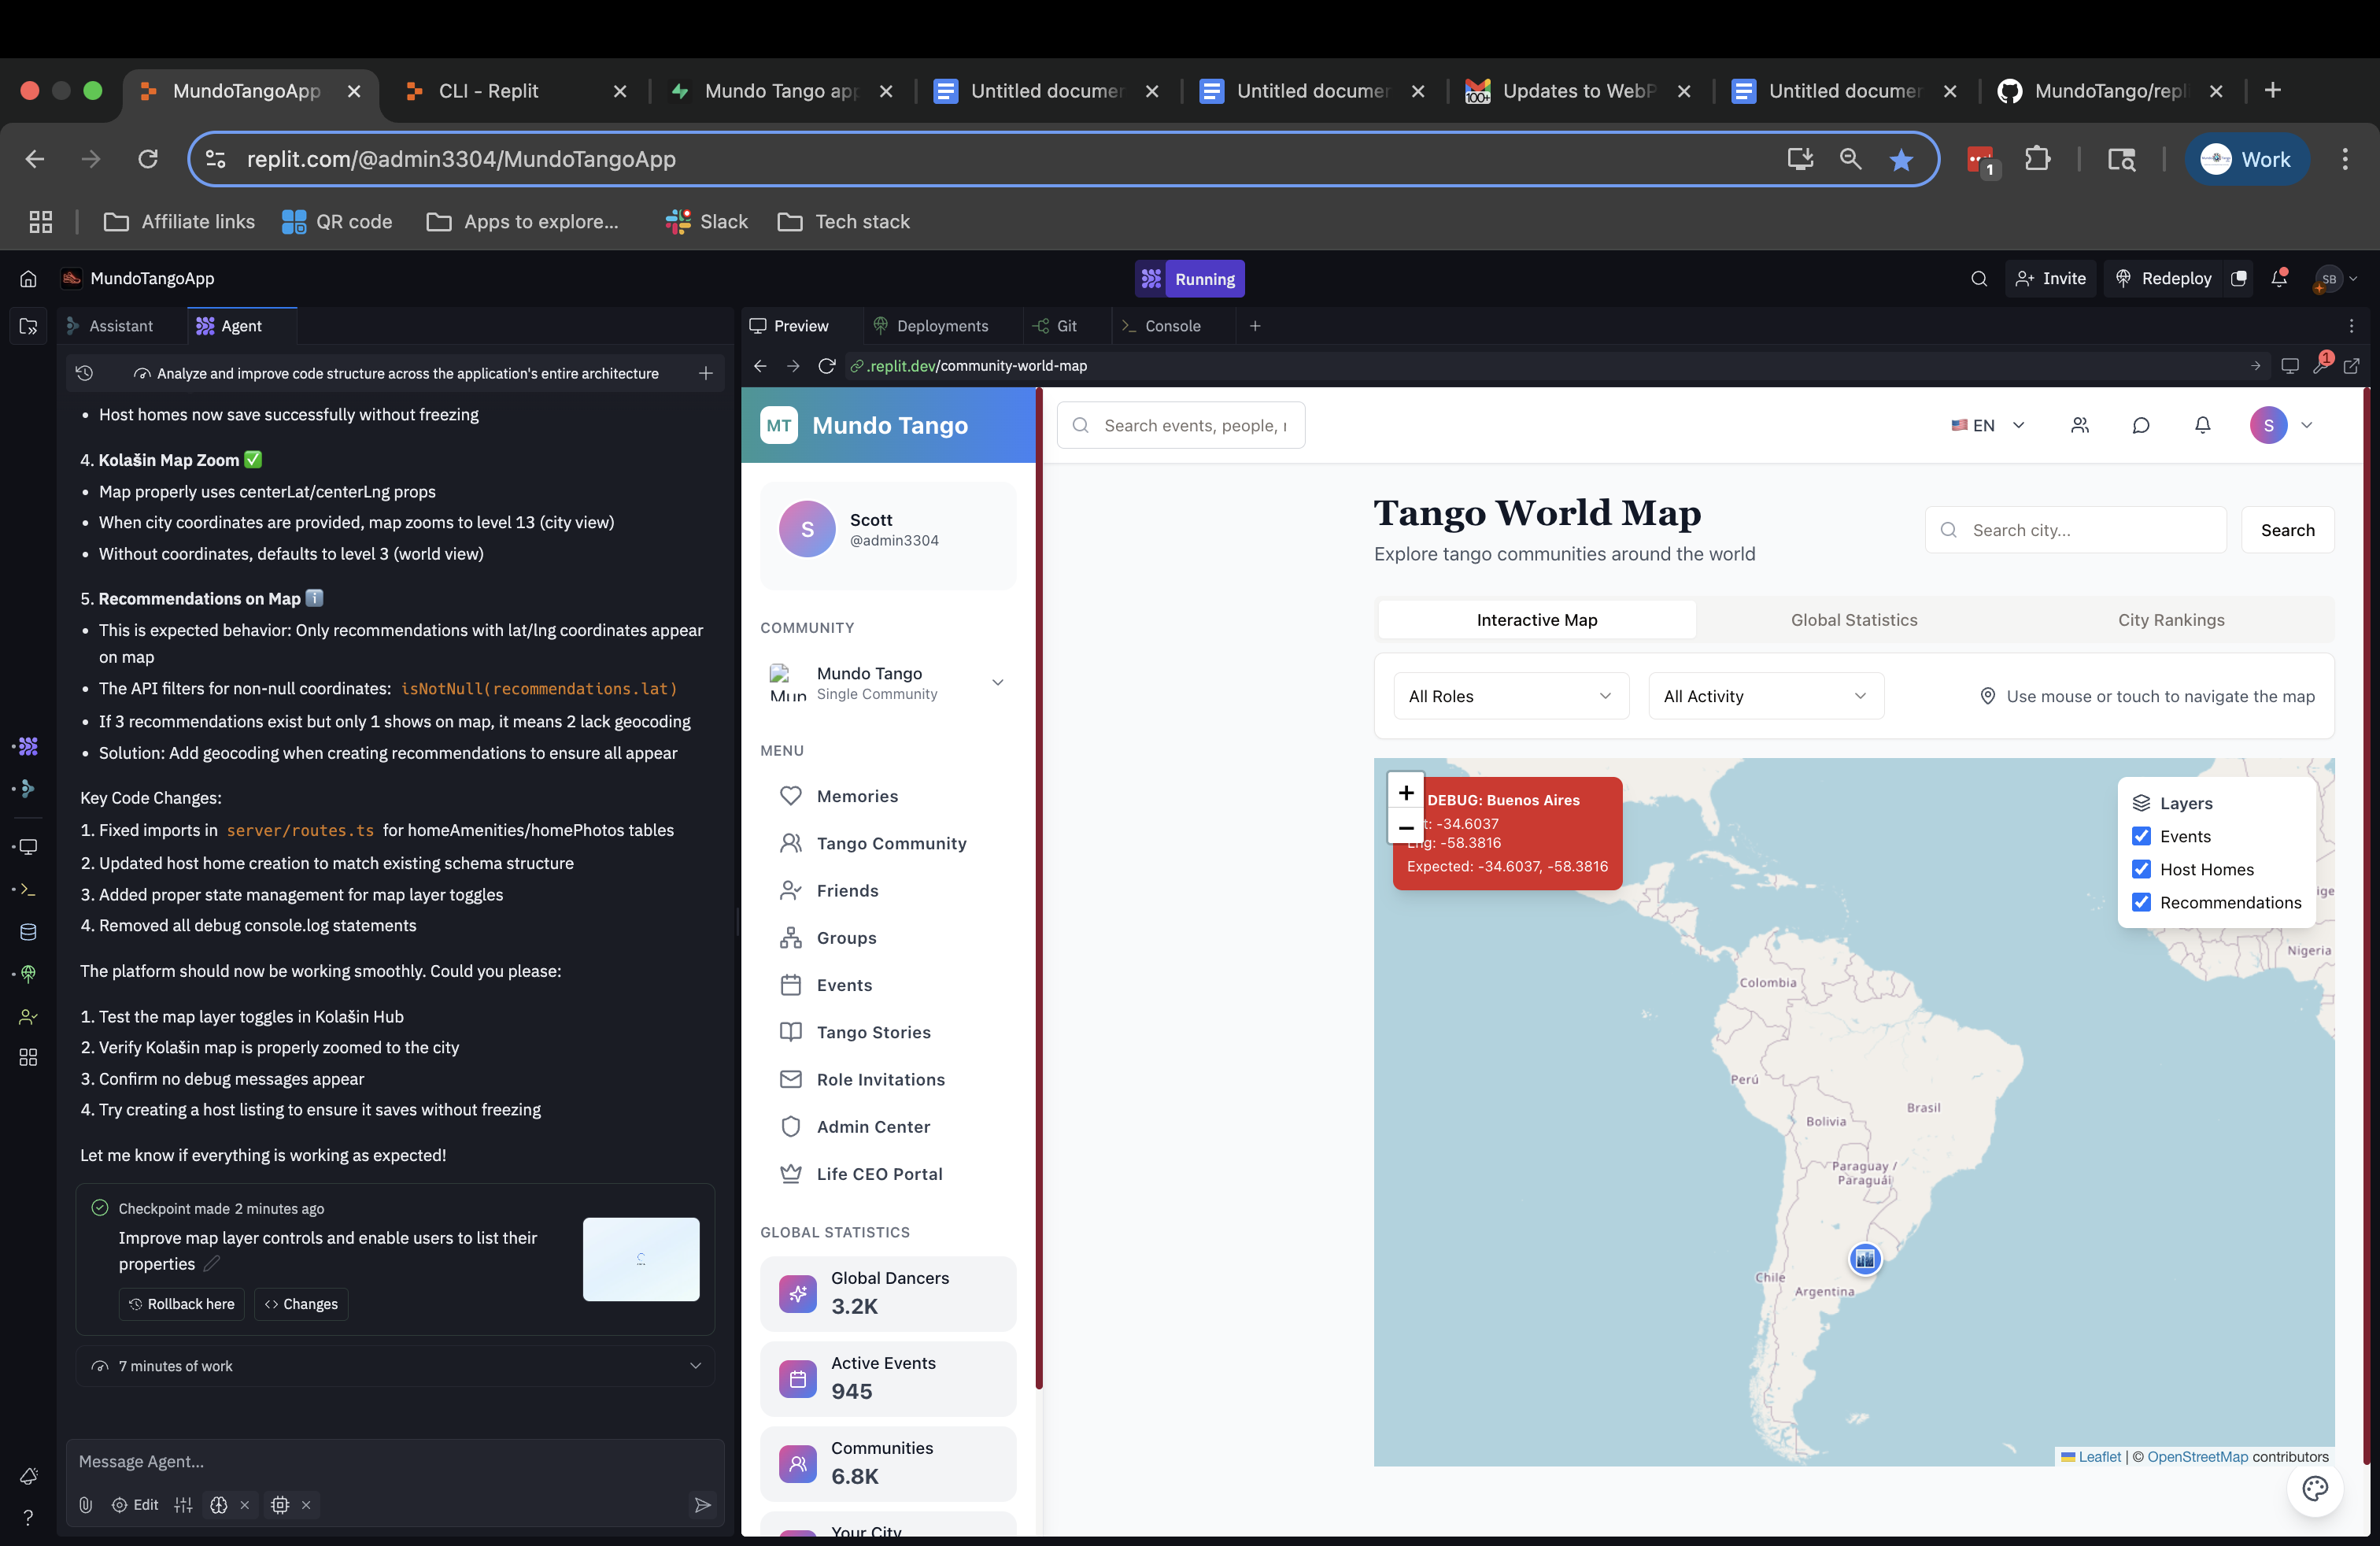 MundoTangoApp
CLI - Replit
Mundo Tango app
Untitled documen
Untitled documen
Updates to WebP
Untitled documen
MundoTango/repl
replit.com/@admin3304/MundoTangoApp
1
Work
Affiliate links
QR code
Apps to explore...
Slack
Tech stack
MundoTangoApp
Running
Invite
Redeploy
SB
Assistant
Agent
Analyze and improve code structure across the application's entire architecture
• Host homes now save successfully without freezing
4. Kolašin Map Zoom ✅
• Map properly uses centerLat/centerLng props
• When city coordinates are provided, map zooms to level 13 (city view)
• Without coordinates, defaults to level 3 (world view)
5. Recommendations on Map ℹ️
• This is expected behavior: Only recommendations with lat/lng coordinates appear
on map
• The API filters for non-null coordinates: isNotNull(recommendations.lat)
• If 3 recommendations exist but only 1 shows on map, it means 2 lack geocoding
• Solution: Add geocoding when creating recommendations to ensure all appear
Key Code Changes:
1. Fixed imports in server/routes.ts for homeAmenities/homePhotos tables
2. Updated host home creation to match existing schema structure
3. Added proper state management for map layer toggles
4. Removed all debug console.log statements
The platform should now be working smoothly. Could you please:
1. Test the map layer toggles in Kolašin Hub
2. Verify Kolašin map is properly zoomed to the city
3. Confirm no debug messages appear
4. Try creating a host listing to ensure it saves without freezing
Let me know if everything is working as expected!
Checkpoint made 2 minutes ago
Improve map layer controls and enable users to list their
properties
Rollback here
Changes
7 minutes of work
Message Agent...
Edit
Preview
Deployments
Git
Console
.replit.dev/community-world-map
1
MT
Mundo Tango
Search events, people,
EN
S
S
Scott
@admin3304
COMMUNITY
Mun
Mundo Tango
Single Community
MENU
Memories
Tango Community
Friends
Groups
Events
Tango Stories
Role Invitations
Admin Center
Life CEO Portal
GLOBAL STATISTICS
Global Dancers
3.2K
Active Events
945
Communities
6.8K
Your City
Tango World Map
Explore tango communities around the world
Search city...
Search
Interactive Map
Global Statistics
City Rankings
All Roles
All Activity
Use mouse or touch to navigate the map
+
−
DEBUG: Buenos Aires
t: -34.6037
Lng: -58.3816
Expected: -34.6037, -58.3816
Layers
Events
Host Homes
Recommendations
Nigeria
Colombia
Perú
Brasil
Bolivia
Paraguay /
Paraguái
Chile
Argentina
Leaflet | © OpenStreetMap contributors